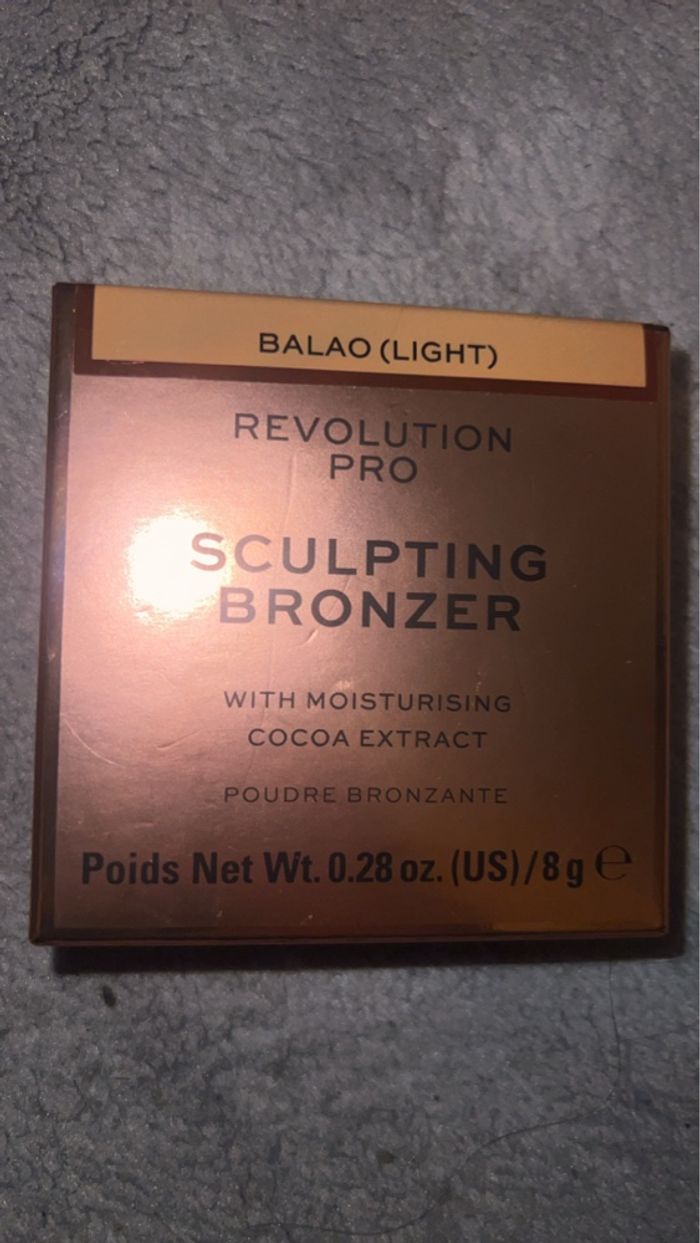 BALAO (LIGHT)
REVOLUTION
PRO
SCULPTING
BRONZER
WITH MOISTURISING
COCOA EXTRACT
POUDRE BRONZANTE
Poids Net Wt. 0.28 oz. (US)/8 g ℮